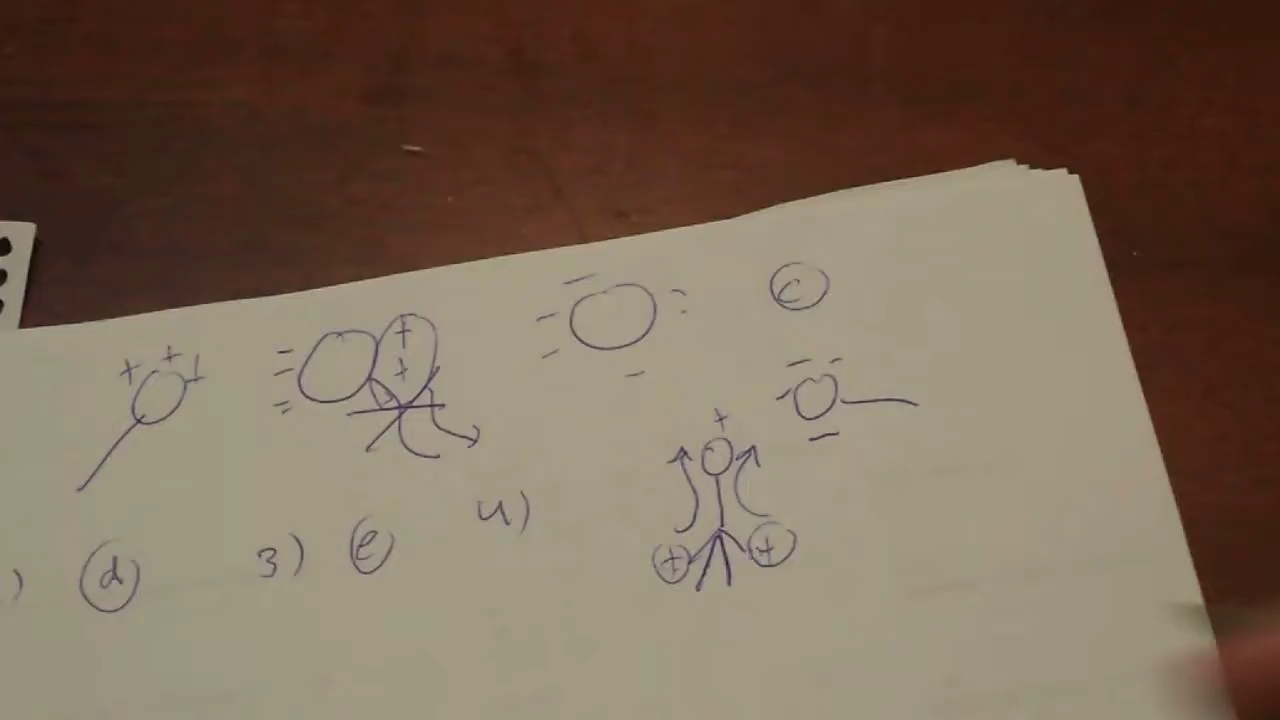 + + +
+
+
c
+
) d 3) e 4)
+ +